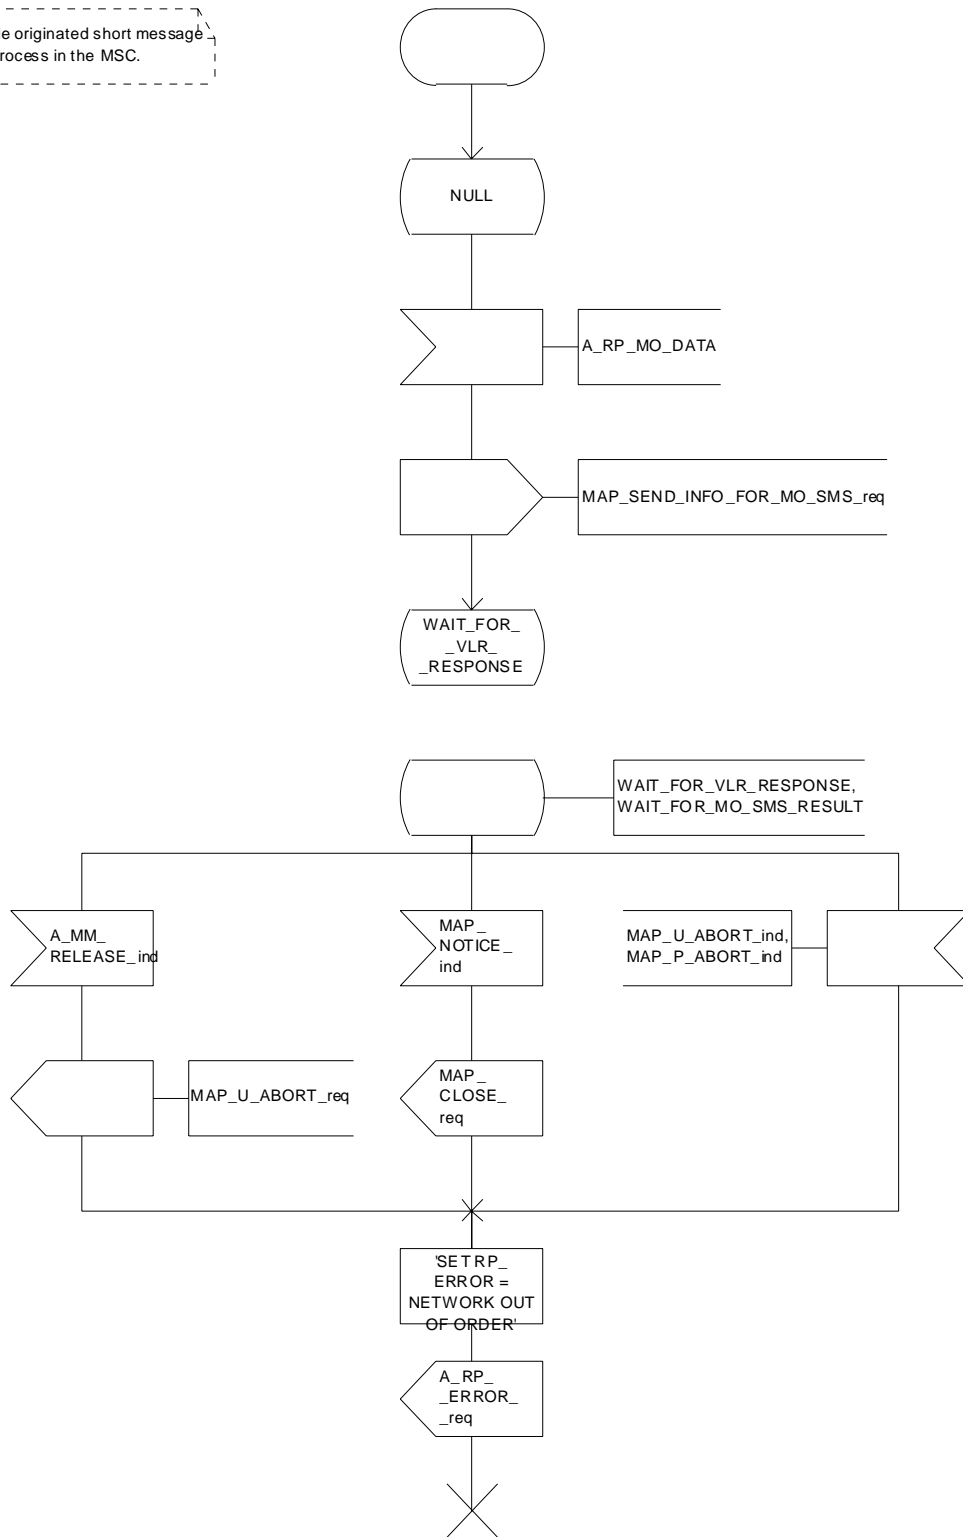 originated short message
in the MSC.
NULL
A_RP_MO_DATA
MAP_SEND_INFO_FOR_MO_SMS_req
WAIT_FOR_
_VLR_
_RESPONSE
WAIT_FOR_VLR_RESPONSE,
WAIT_FOR_MO_SMS_RESULT
A_MM_
RELEASE_ind
MAP_
NOTICE_
ind
MAP_U_ABORT_ind,
MAP_P_ABORT_ind
MAP_U_ABORT_req
MAP_
CLOSE_
req
'SET RP_
ERROR =
NETWORK OUT
OF ORDER'
A_RP_
_ERROR_
_req